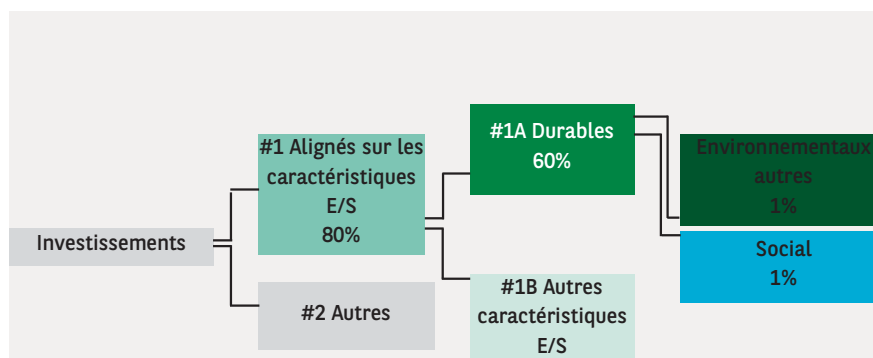 Investissements
#1 Alignés sur les
caractéristiques
E/S
80%
#2 Autres
#1A Durables
60%
#1B Autres
caractéristiques
E/S
Environnementaux
autres
1%
Social
1%